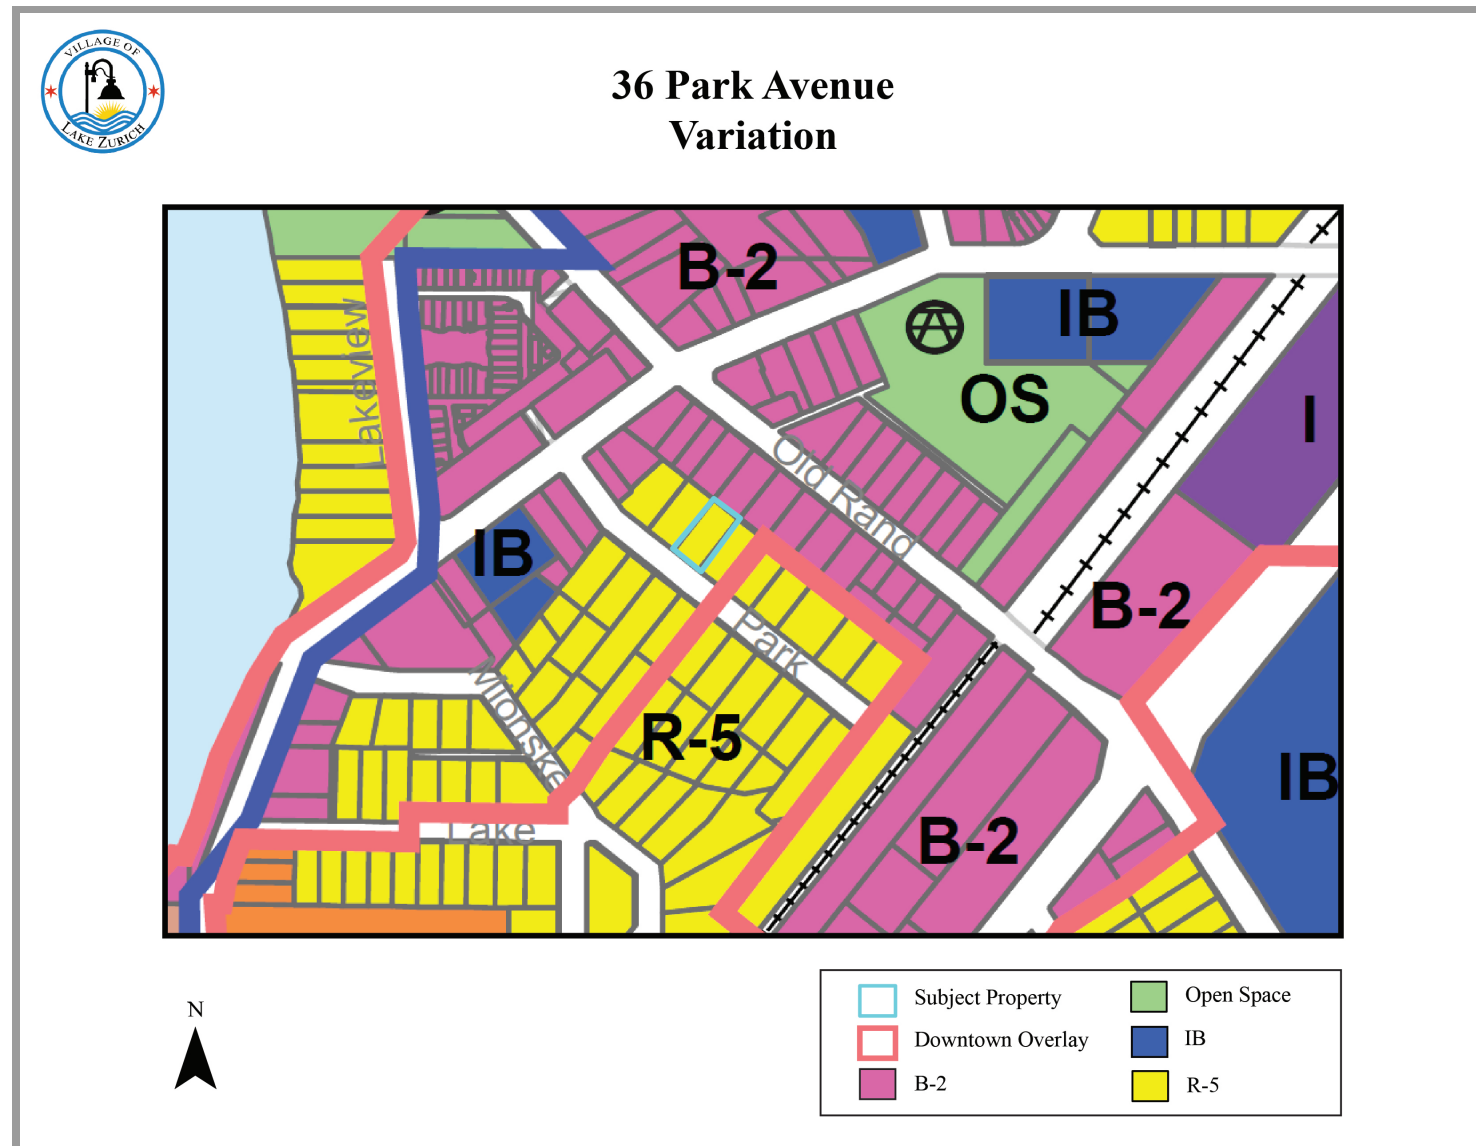 VILLAGE OF
LAKE ZURICH
36 Park Avenue
Variation
B-2
IB
Lakeview
OS
I
Old Rand
IB
B-2
Park
Mionske
R-5
IB
B-2
Lake
N
Subject Property
Open Space
Downtown Overlay
IB
B-2
R-5